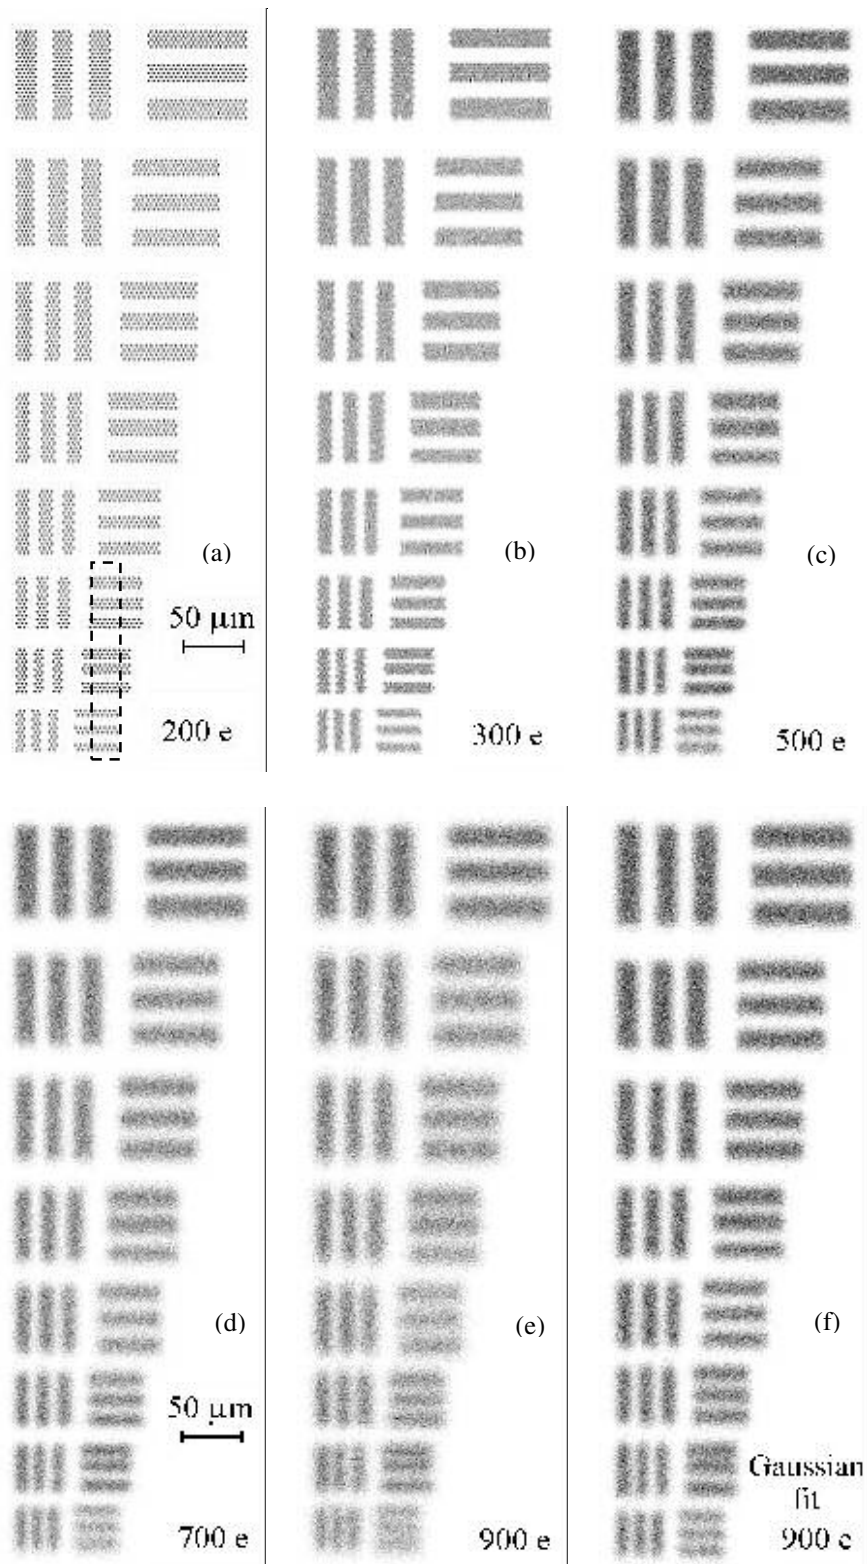 (a)
(b)
(c)
50 μm
200 e
300 e
500 e
(d)
(e)
(f)
50 μm
Gaussian
fit
700 e
900 e
900 e